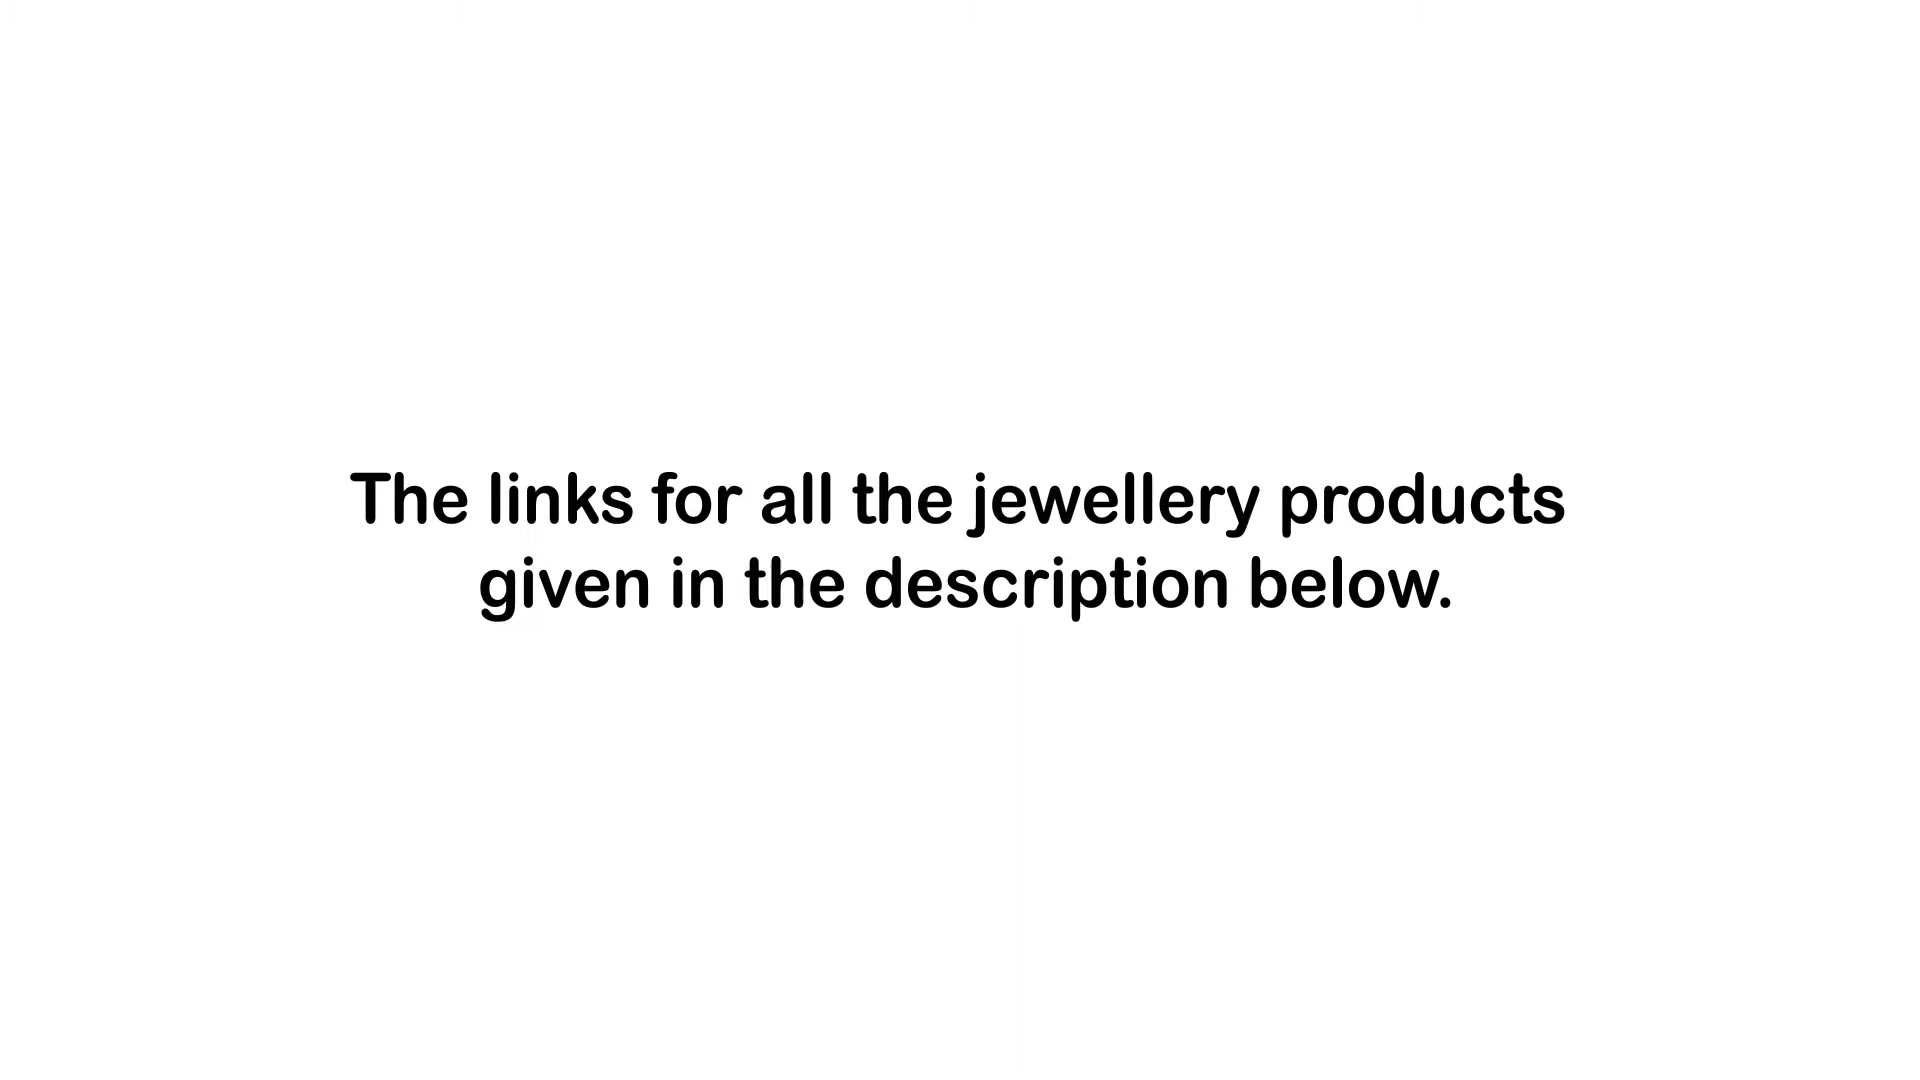 The links for all the jewellery products
given in the description below.